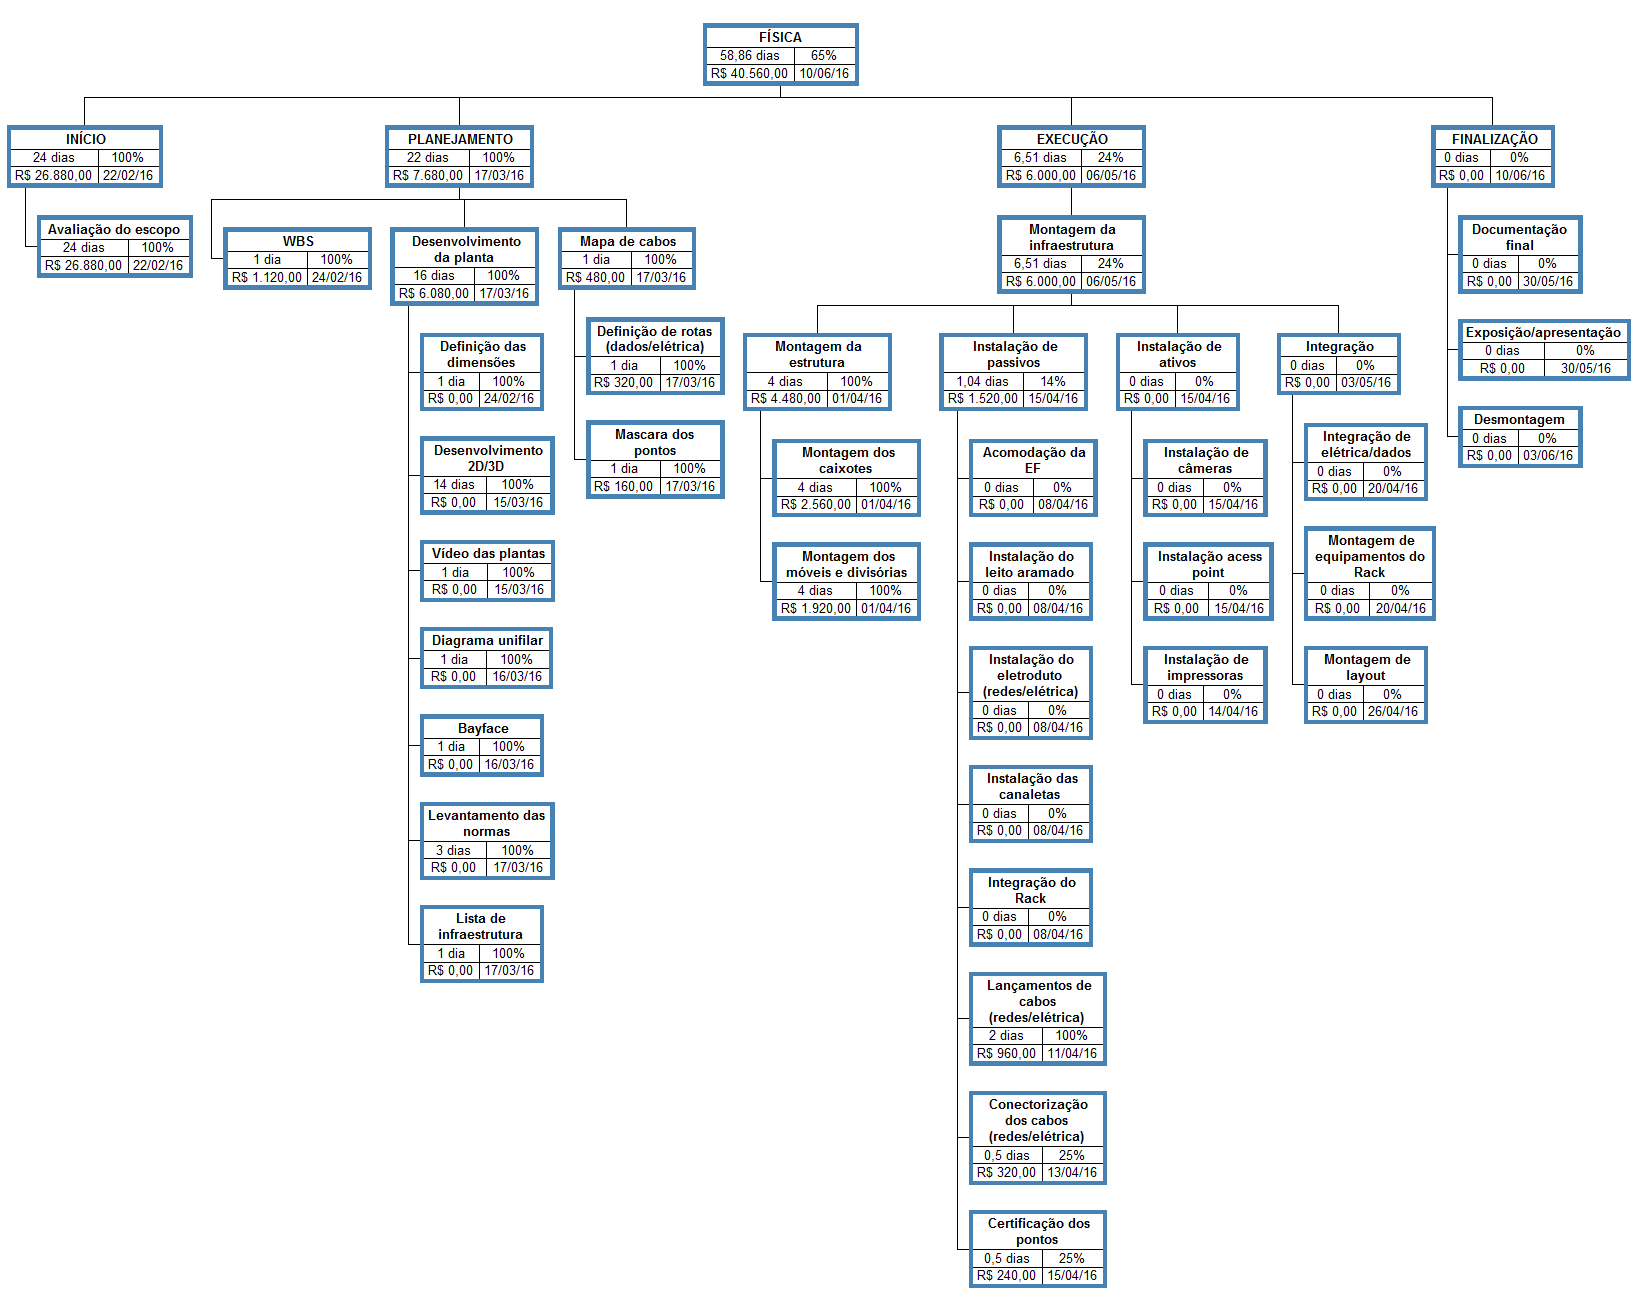 FÍSICA
58,86 dias 65%
R$ 40.560,00 10/06/16
INÍCIO
24 dias 100%
R$ 26.880,00 22/02/16
Avaliação do escopo
24 dias 100%
R$ 26.880,00 22/02/16
PLANEJAMENTO
22 dias 100%
R$ 7.680,00 17/03/16
WBS
1 dia 100%
R$ 1.120,00 24/02/16
Desenvolvimento
da planta
16 dias 100%
R$ 6.080,00 17/03/16
Definição das
dimensões
1 dia 100%
R$ 0,00 24/02/16
Desenvolvimento
2D/3D
14 dias 100%
R$ 0,00 15/03/16
Vídeo das plantas
1 dia 100%
R$ 0,00 15/03/16
Diagrama unifilar
1 dia 100%
R$ 0,00 16/03/16
Bayface
1 dia 100%
R$ 0,00 16/03/16
Levantamento das
normas
3 dias 100%
R$ 0,00 17/03/16
Lista de
infraestrutura
1 dia 100%
R$ 0,00 17/03/16
Mapa de cabos
1 dia 100%
R$ 480,00 17/03/16
Definição de rotas
(dados/elétrica)
1 dia 100%
R$ 320,00 17/03/16
Mascara dos
pontos
1 dia 100%
R$ 160,00 17/03/16
EXECUÇÃO
6,51 dias 24%
R$ 6.000,00 06/05/16
Montagem da
infraestrutura
6,51 dias 24%
R$ 6.000,00 06/05/16
Montagem da
estrutura
4 dias 100%
R$ 4.480,00 01/04/16
Montagem dos
caixotes
4 dias 100%
R$ 2.560,00 01/04/16
Montagem dos
móveis e divisórias
4 dias 100%
R$ 1.920,00 01/04/16
Instalação de
passivos
1,04 dias 14%
R$ 1.520,00 15/04/16
Acomodação da
EF
0 dias 0%
R$ 0,00 08/04/16
Instalação do
leito aramado
0 dias 0%
R$ 0,00 08/04/16
Instalação do
eletroduto
(redes/elétrica)
0 dias 0%
R$ 0,00 08/04/16
Instalação das
canaletas
0 dias 0%
R$ 0,00 08/04/16
Integração do
Rack
0 dias 0%
R$ 0,00 08/04/16
Lançamentos de
cabos
(redes/elétrica)
2 dias 100%
R$ 960,00 11/04/16
Conectorização
dos cabos
(redes/elétrica)
0,5 dias 25%
R$ 320,00 13/04/16
Certificação dos
pontos
0,5 dias 25%
R$ 240,00 15/04/16
Instalação de
ativos
0 dias 0%
R$ 0,00 15/04/16
Instalação de
câmeras
0 dias 0%
R$ 0,00 15/04/16
Instalação acess
point
0 dias 0%
R$ 0,00 15/04/16
Instalação de
impressoras
0 dias 0%
R$ 0,00 14/04/16
Integração
0 dias 0%
R$ 0,00 03/05/16
Integração de
elétrica/dados
0 dias 0%
R$ 0,00 20/04/16
Montagem de
equipamentos do
Rack
0 dias 0%
R$ 0,00 20/04/16
Montagem de
layout
0 dias 0%
R$ 0,00 26/04/16
FINALIZAÇÃO
0 dias 0%
R$ 0,00 10/06/16
Documentação
final
0 dias 0%
R$ 0,00 30/05/16
Exposição/apresentação
0 dias 0%
R$ 0,00 30/05/16
Desmontagem
0 dias 0%
R$ 0,00 03/06/16